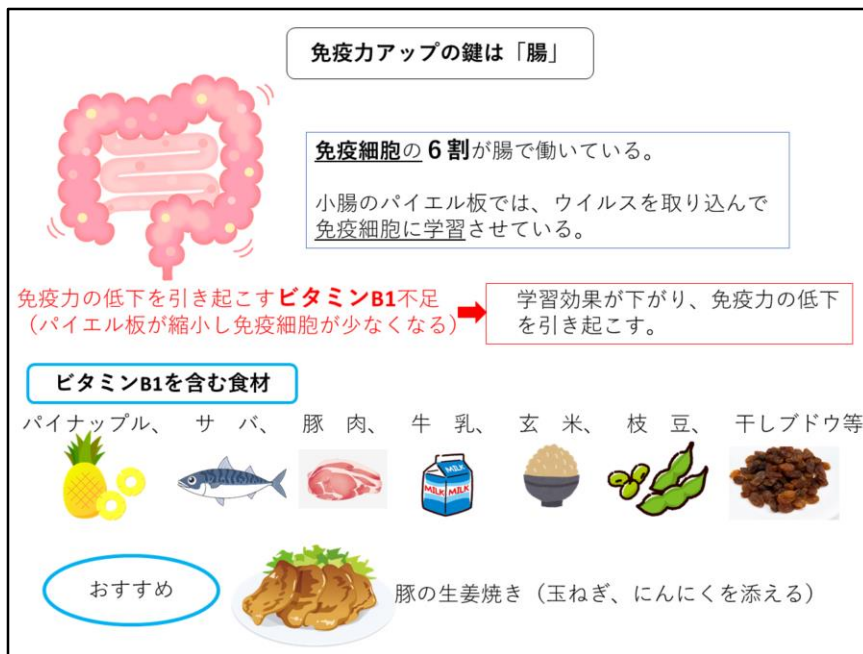 免疫力アップの鍵は「腸」
免疫細胞の６割が腸で働いている。
小腸のパイエル板では、ウイルスを取り込んで
免疫細胞に学習させている。
免疫力の低下を引き起こすビタミンB1不足
（パイエル板が縮小し免疫細胞が少なくなる）
学習効果が下がり、免疫力の低下
を引き起こす。
ビタミンB1を含む食材
パイナップル、　サ　バ、　豚　肉、　牛　乳、　玄　米、　枝　豆、　干しブドウ等
MILK
MILK MILK
おすすめ
豚の生姜焼き（玉ねぎ、にんにくを添える）